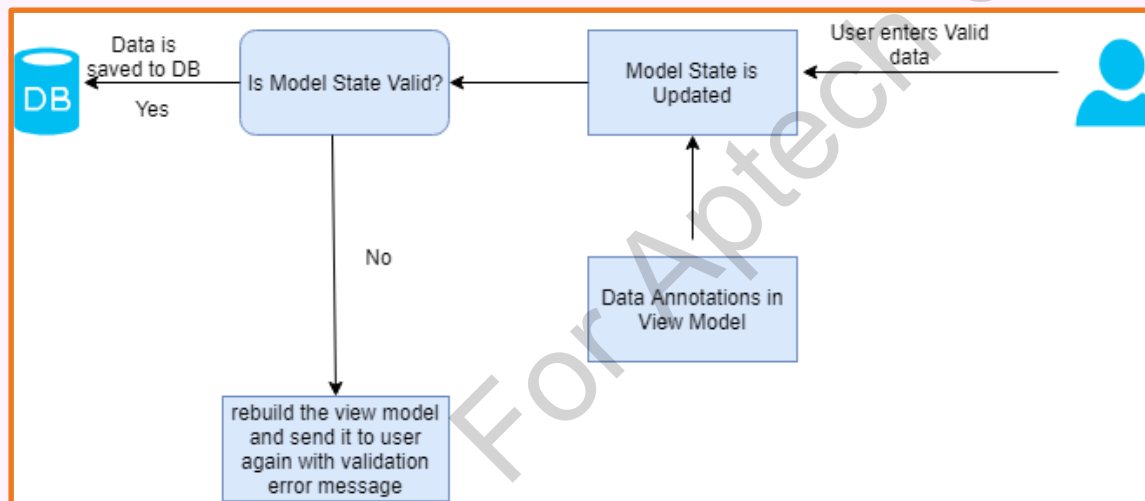 Data is
saved to DB
Yes
DB
Is Model State Valid?
Model State is
Updated
User enters Valid
data
No
Data Annotations in
View Model
rebuild the view model
and send it to user
again with validation
error message
For Aptech